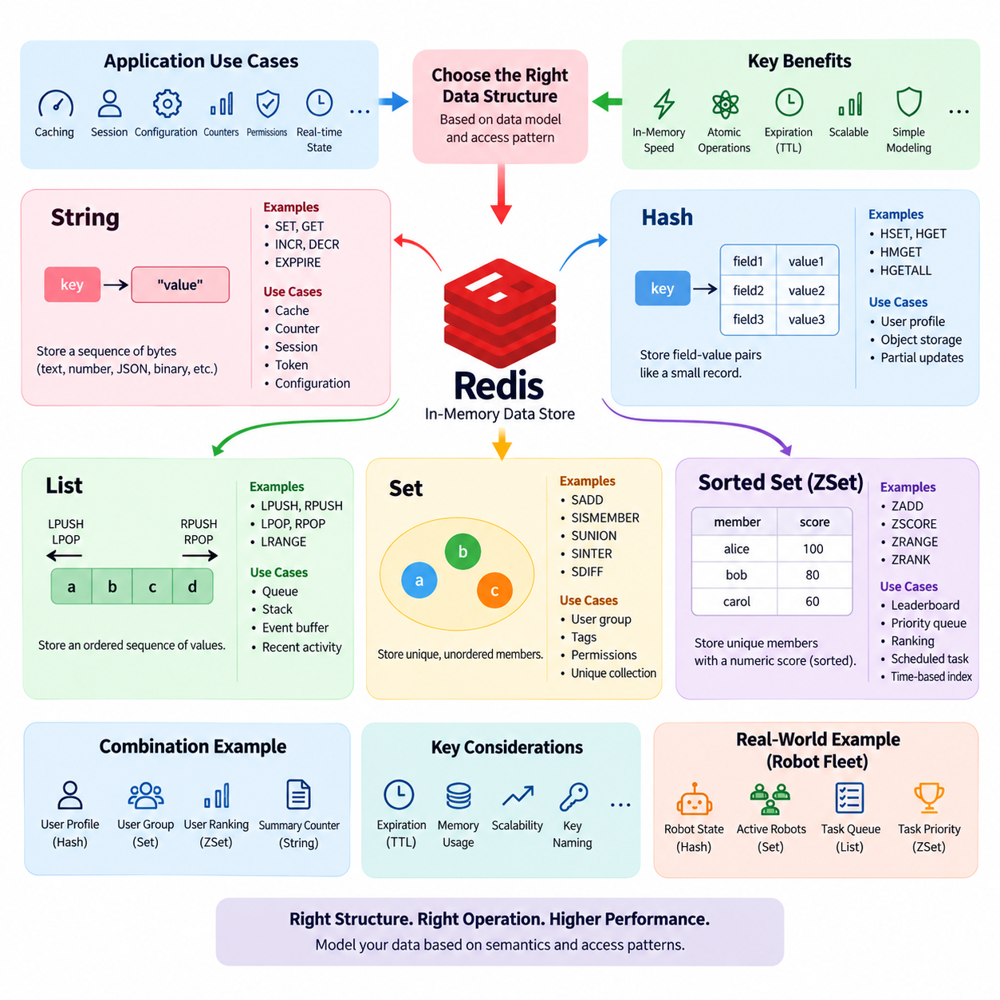 Application Use Cases
Caching
Session
Configuration
Counters
Permissions
Real-time
State
...
Choose the Right
Data Structure
Based on data model
and access pattern
Key Benefits
In-Memory
Speed
Atomic
Operations
Expiration
(TTL)
Scalable
Simple
Modeling
...
String
key
"value"
Store a sequence of bytes
(text, number, JSON, binary, etc.)
Examples
• SET, GET
• INCR, DECR
• EXPPIRE
Use Cases
• Cache
• Counter
• Session
• Token
• Configuration
Redis
In-Memory Data Store
Hash
key
field1 value1
field2 value2
field3 value3
Store field-value pairs
like a small record.
Examples
• HSET, HGET
• HMGET
• HGETALL
Use Cases
• User profile
• Object storage
• Partial updates
List
LPUSH
LPOP
RPUSH
RPOP
a b c d
Store an ordered sequence of values.
Examples
• LPUSH, RPUSH
• LPOP, RPOP
• LRANGE
Use Cases
• Queue
• Stack
• Event buffer
• Recent activity
Set
a
b
c
Store unique, unordered members.
Examples
• SADD
• SISMEMBER
• SUNION
• SINTER
• SDIFF
Use Cases
• User group
• Tags
• Permissions
• Unique collection
Sorted Set (ZSet)
member score
alice 100
bob 80
carol 60
Store unique members
with a numeric score (sorted).
Examples
• ZADD
• ZSCORE
• ZRANGE
• ZRANK
Use Cases
• Leaderboard
• Priority queue
• Ranking
• Scheduled task
• Time-based index
Combination Example
User Profile
(Hash)
User Group
(Set)
User Ranking
(ZSet)
Summary Counter
(String)
Key Considerations
Expiration
(TTL)
Memory
Usage
Scalability
Key
Naming
...
Real-World Example
(Robot Fleet)
Robot State
(Hash)
Active Robots
(Set)
Task Queue
(List)
Task Priority
(ZSet)
Right Structure. Right Operation. Higher Performance.
Model your data based on semantics and access patterns.